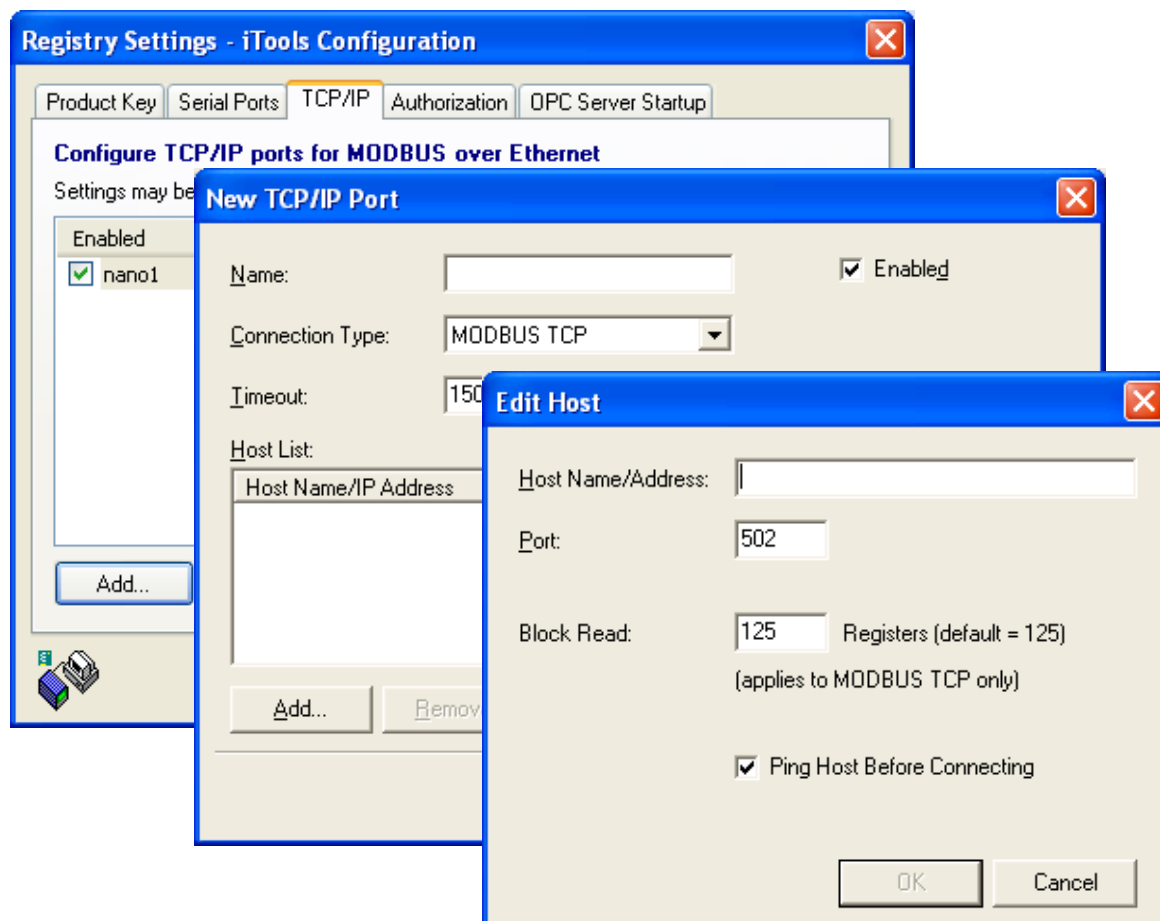 Registry Settings - iTools Configuration
Product Key Serial Ports TCP/IP Authorization OPC Server Startup
Configure TCP/IP ports for MODBUS over Ethernet
Settings may be
Enabled
nano1
Add...
New TCP/IP Port
Name:
Enabled
Connection Type: MODBUS TCP
Timeout: 150
Host List:
Host Name/IP Address
Add... Remov
Edit Host
Host Name/Address:
Port: 502
Block Read: 125 Registers (default = 125)
(applies to MODBUS TCP only)
Ping Host Before Connecting
OK Cancel